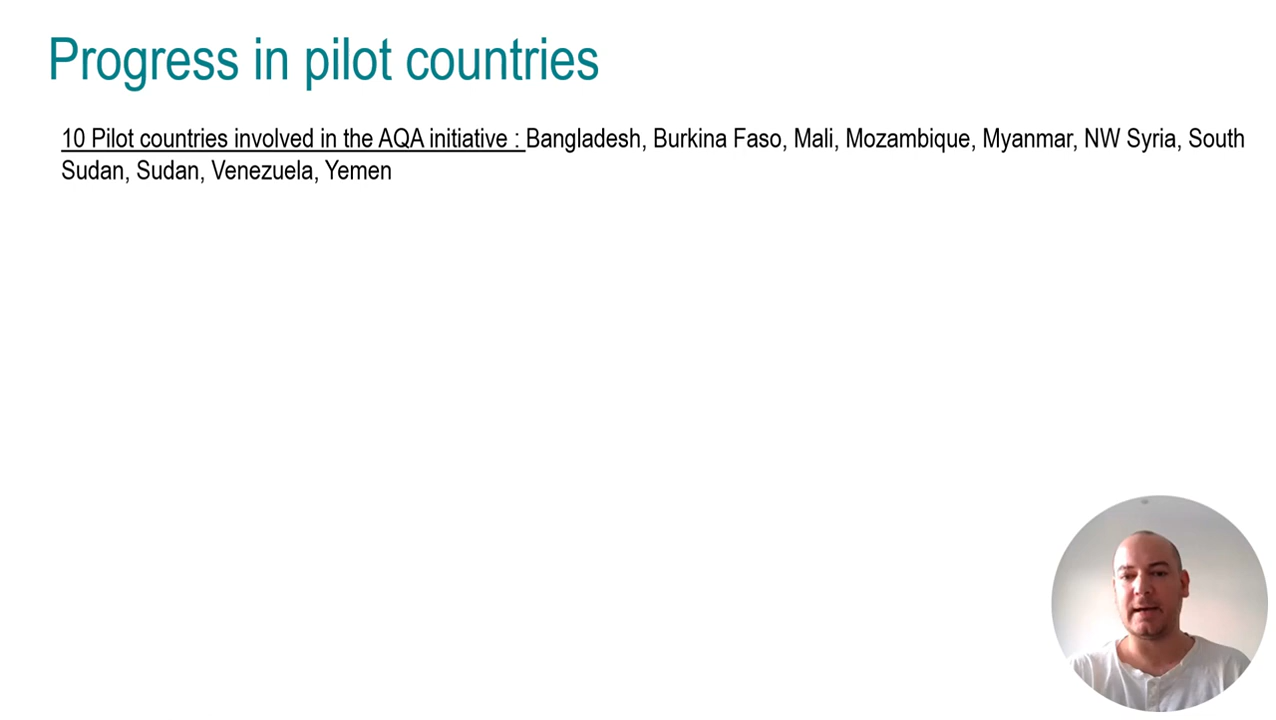 Progress in pilot countries
10 Pilot countries involved in the AQA initiative : Bangladesh, Burkina Faso, Mali, Mozambique, Myanmar, NW Syria, South
Sudan, Sudan, Venezuela, Yemen